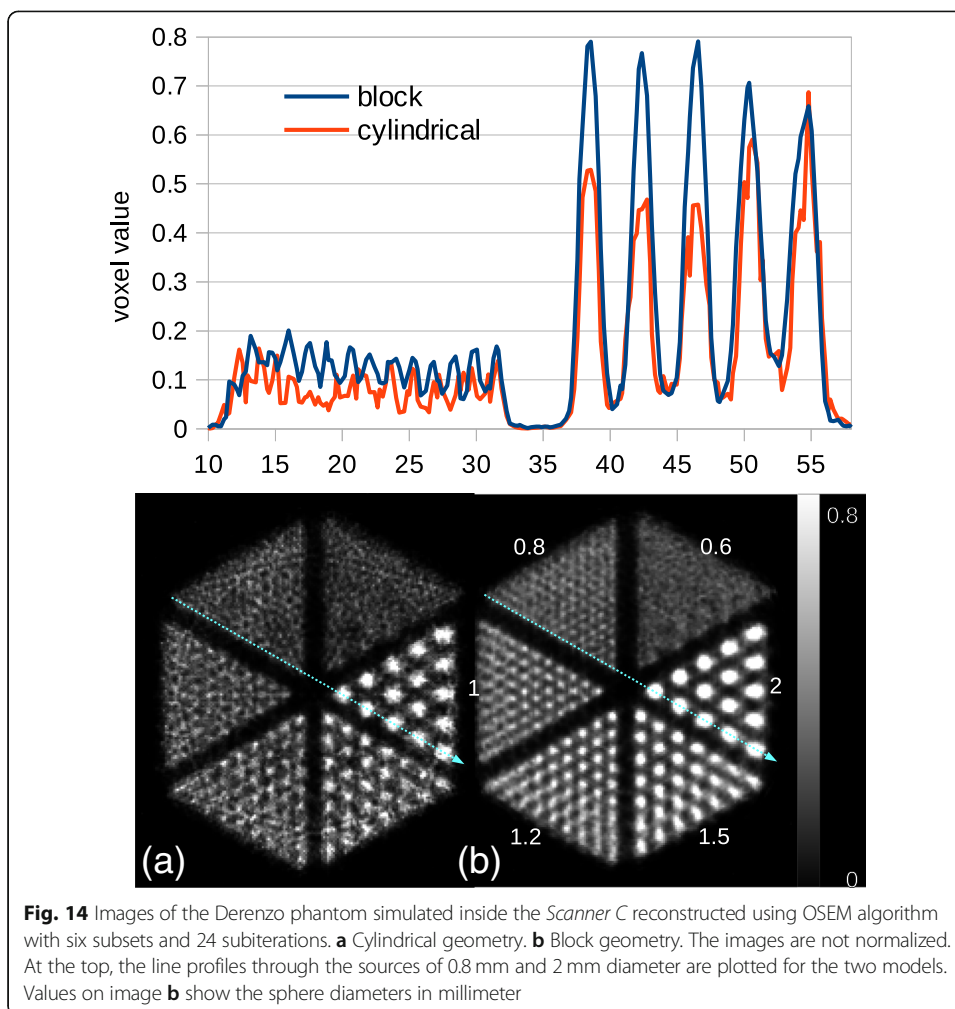 0.8
0.7
0.6
0.5
0.4
0.3
0.2
0.1
0
voxel value
block
cylindrical
10 15 20 25 30 35 40 45 50 55
0.8
0.6
1
2
1.2
1.5
(a)
(b)
0.8
0
Fig. 14 Images of the Derenzo phantom simulated inside the Scanner C reconstructed using OSEM algorithm
with six subsets and 24 subiterations. a Cylindrical geometry. b Block geometry. The images are not normalized.
At the top, the line profiles through the sources of 0.8 mm and 2 mm diameter are plotted for the two models.
Values on image b show the sphere diameters in millimeter